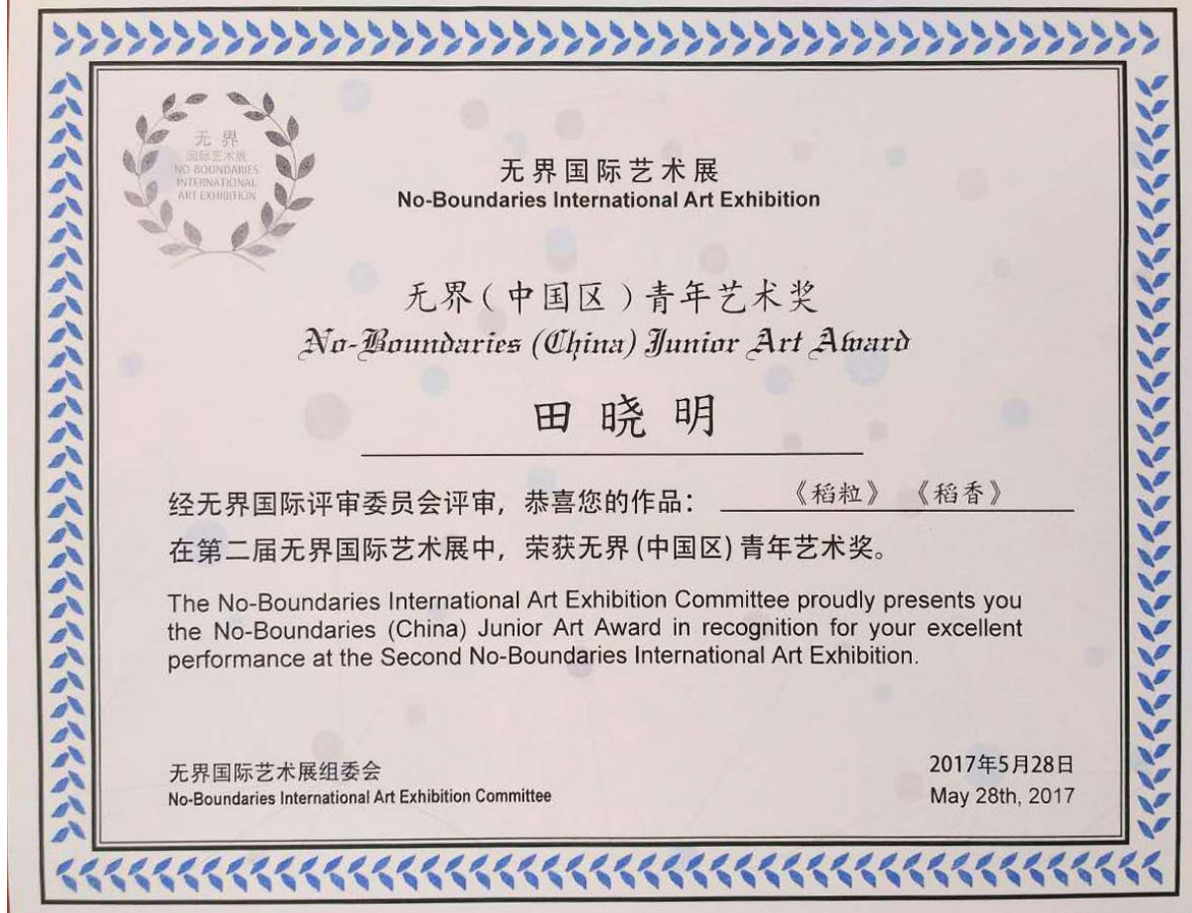 无界
国际艺术展
NO-BOUNDARIES
INTERNATIONAL
ART EXHIBITION
无界国际艺术展
No-Boundaries International Art Exhibition
无界(中国区)青年艺术奖
No-Boundaries (China) Junior Art Award
田晓明
经无界国际评审委员会评审,恭喜您的作品: 《稻粒》 《稻香》
在第二届无界国际艺术展中,荣获无界(中国区)青年艺术奖。
The No-Boundaries International Art Exhibition Committee proudly presents you
the No-Boundaries (China) Junior Art Award in recognition for your excellent
performance at the Second No-Boundaries International Art Exhibition.
无界国际艺术展组委会
No-Boundaries International Art Exhibition Committee
2017年5月28日
May 28th, 2017